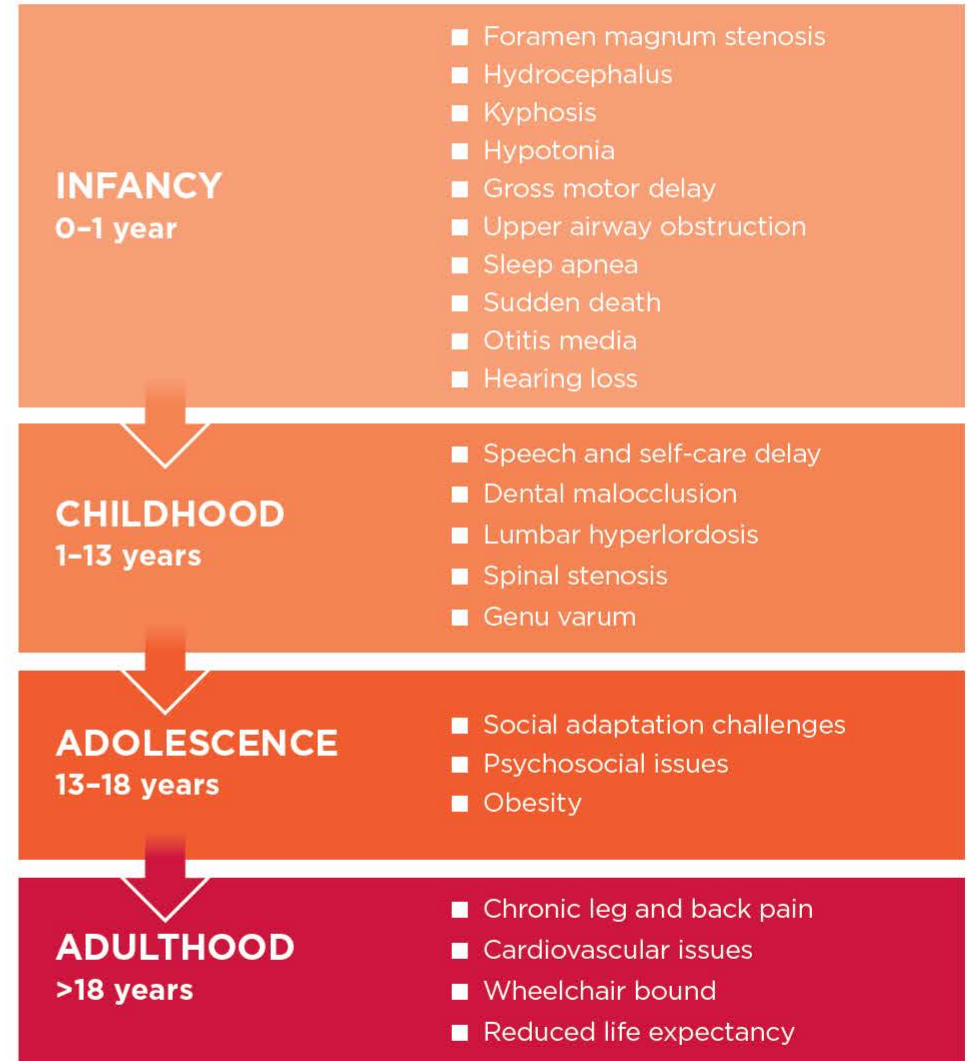 INFANCY
0–1 year
Foramen magnum stenosis
Hydrocephalus
Kyphosis
Hypotonia
Gross motor delay
Upper airway obstruction
Sleep apnea
Sudden death
Otitis media
Hearing loss
CHILDHOOD
1–13 years
Speech and self-care delay
Dental malocclusion
Lumbar hyperlordosis
Spinal stenosis
Genu varum
ADOLESCENCE
13–18 years
Social adaptation challenges
Psychosocial issues
Obesity
ADULTHOOD
>18 years
Chronic leg and back pain
Cardiovascular issues
Wheelchair bound
Reduced life expectancy